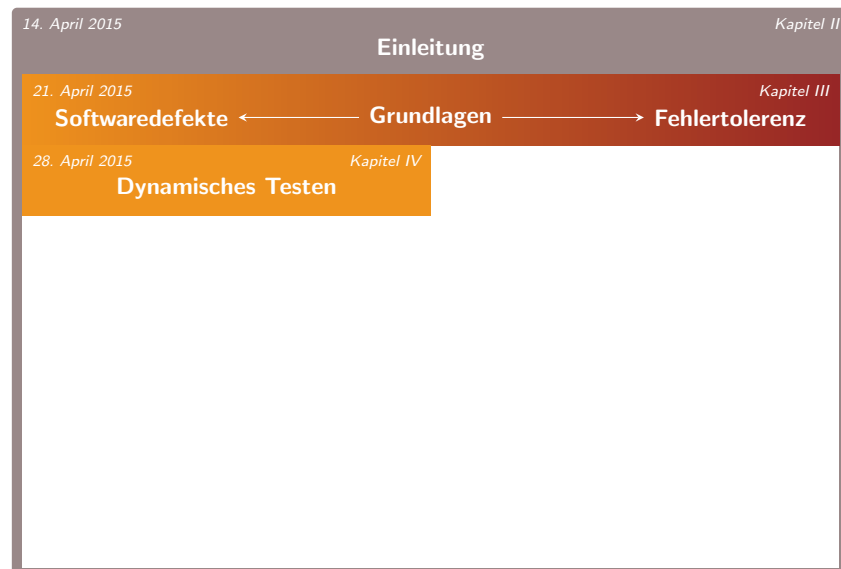 14. April 2015 Kapitel II
Einleitung
21. April 2015 Kapitel III
Softwaredefekte Grundlagen Fehlertolerenz
28. April 2015 Kapitel IV
Dynamisches Testen